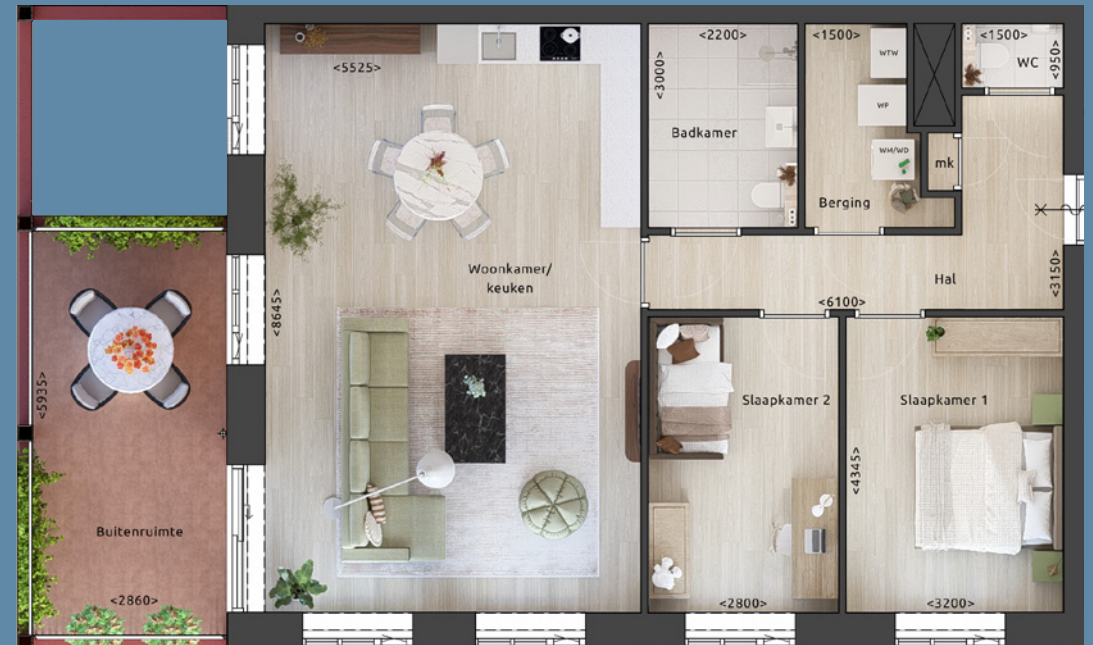 <5525>
<2200>
<1500>
<1500>
WTW
WC
<950>
<3000>
WP
Badkamer
WM/WD
mk
Berging
Woonkamer/
keuken
Hal
<3150>
<8645>
<6100>
<5935>
Slaapkamer 2
Slaapkamer 1
<4345>
Buitenruimte
<2860>
<2800>
<3200>